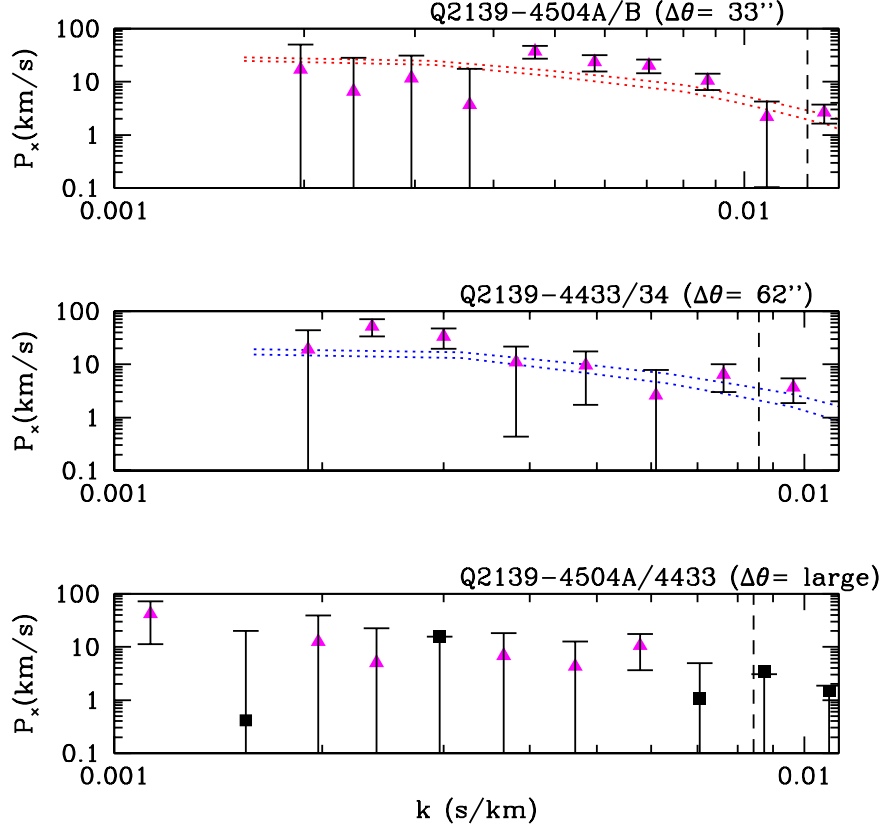 Q2139-4504A/B (Δθ= 33")
100
10
1
0.1
P×(km/s)
0.001
0.01
Q2139-4433/34 (Δθ= 62")
100
10
1
0.1
P×(km/s)
0.001
0.01
Q2139-4504A/4433 (Δθ= large)
100
10
1
0.1
P×(km/s)
0.001
0.01
k (s/km)